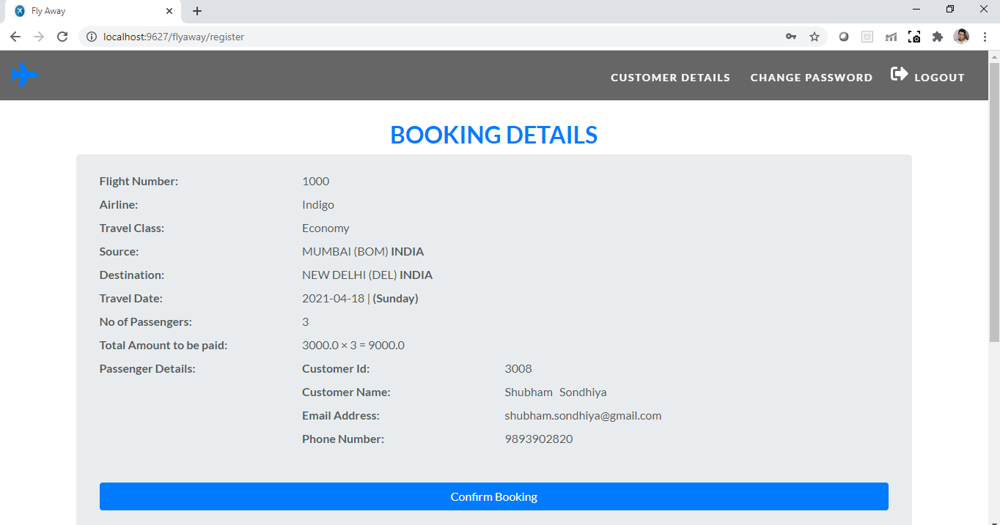 Fly Away
localhost:9627/flyaway/register
CUSTOMER DETAILS CHANGE PASSWORD LOGOUT
BOOKING DETAILS
Flight Number: 1000
Airline: Indigo
Travel Class: Economy
Source: MUMBAI (BOM) INDIA
Destination: NEW DELHI (DEL) INDIA
Travel Date: 2021-04-18 | (Sunday)
No of Passengers: 3
Total Amount to be paid: 3000.0 × 3 = 9000.0
Passenger Details: Customer Id: 3008
Customer Name: Shubham Sondhiya
Email Address: shubham.sondhiya@gmail.com
Phone Number: 9893902820
Confirm Booking